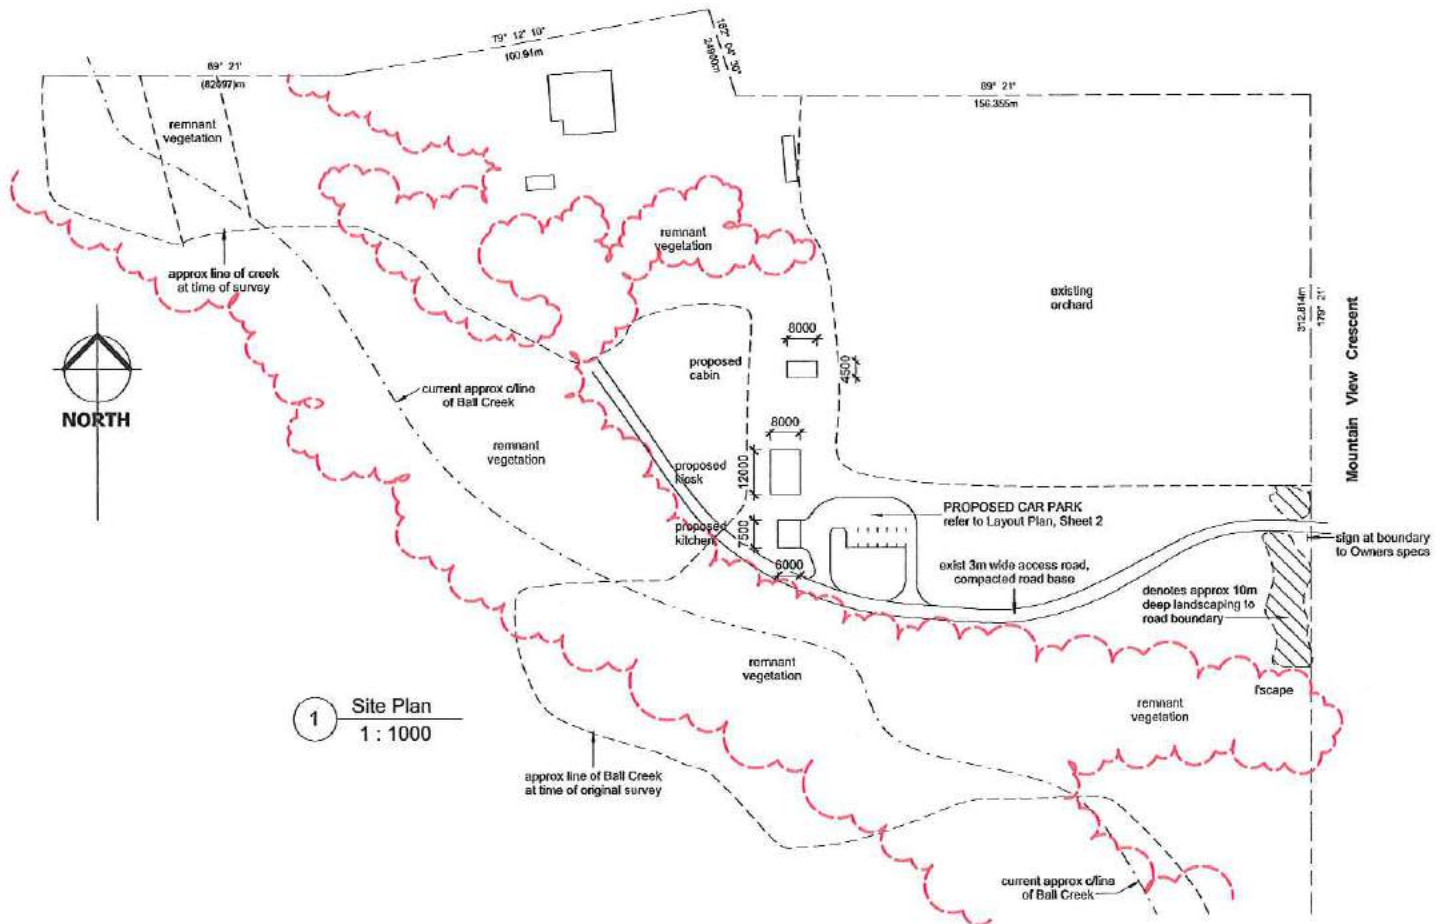 79° 12' 10"
100.91m
162° 04' 30"
24900m
89° 21'
(82697)m
89° 21'
156.355m
remnant
vegetation
remnant
vegetation
approx line of creek
at time of survey
existing
orchard
312.814m
179° 21'
Mountain View Crescent
8000
4500
proposed
cabin
NORTH
current approx c/line
of Ball Creek
8000
remnant
vegetation
proposed
kiosk
12000
PROPOSED CAR PARK
refer to Layout Plan, Sheet 2
proposed
kitchen
7500
6000
sign at boundary
to Owners specs
exist 3m wide access road,
compacted road base
denotes approx 10m
deep landscaping to
road boundary
remnant
vegetation
l'scape
remnant
vegetation
1
Site Plan
1 : 1000
approx line of Ball Creek
at time of original survey
current approx c/line
of Ball Creek